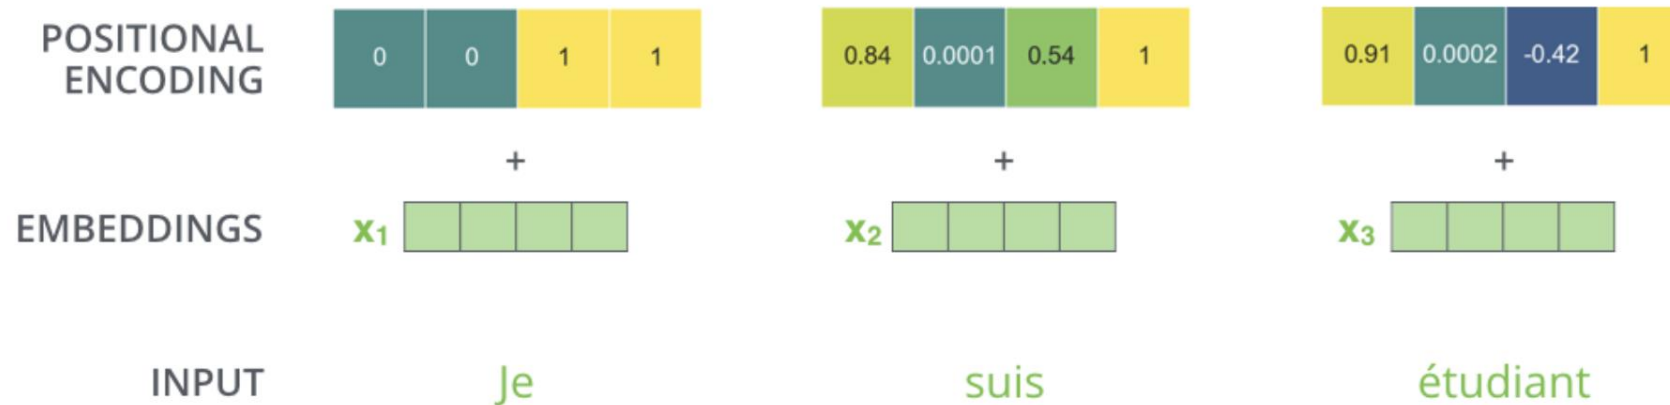 POSITIONAL
ENCODING
0 0 1 1
0.84 0.0001 0.54 1
0.91 0.0002 -0.42 1
+ + +
EMBEDDINGS
x₁
x₂
x₃
INPUT
Je
suis
étudiant